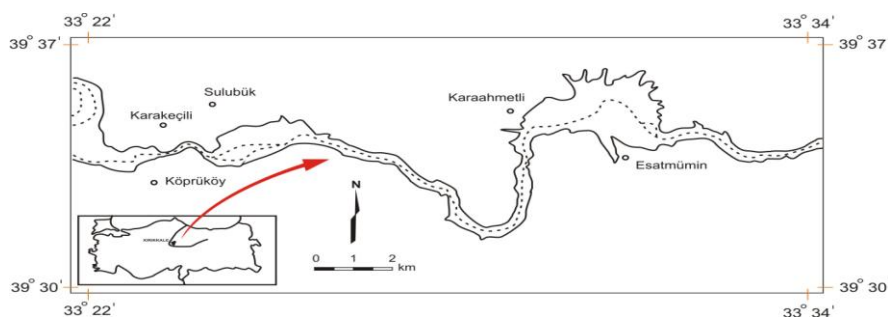 33° 22'
33° 34'
39° 37'
39° 37'
Sulubük
Karaahmetli
Karakeçili
Esatmümin
Köprüköy
N
KIRIKKALE
0 1 2
km
39° 30'
39° 30'
33° 22'
33° 34'